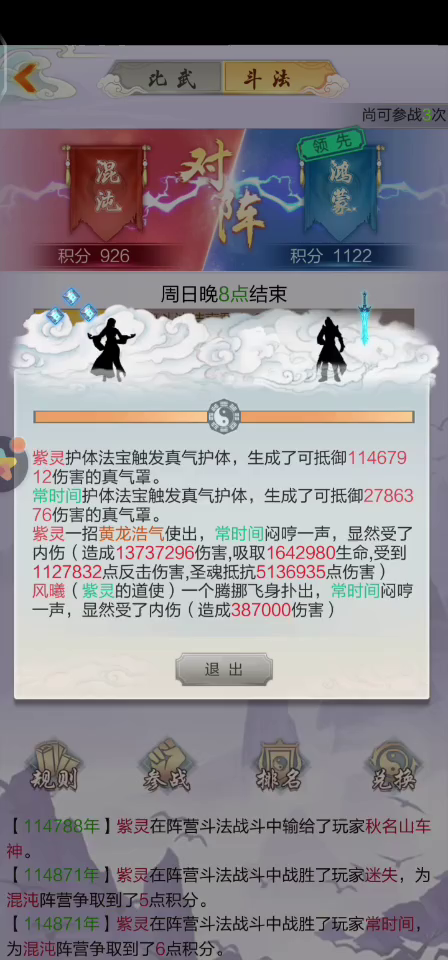 比武
斗法
尚可参战3次
混沌
对阵
领先
鸿蒙
积分 926
积分 1122
周日晚8点结束
紫灵护体法宝触发真气护体，生成了可抵御114679
12伤害的真气罩。
常时间护体法宝触发真气护体，生成了可抵御27863
76伤害的真气罩。
紫灵一招黄龙浩气使出，常时间闷哼一声，显然受了
内伤（造成13737296伤害,吸取1642980生命,受到
1127832点反击伤害,圣魂抵抗5136935点伤害）
风曦（紫灵的道使）一个腾挪飞身扑出，常时间闷哼
一声，显然受了内伤（造成387000伤害）
退出
规则
参战
排名
兑换
【114788年】紫灵在阵营斗法战斗中输给了玩家秋名山车
神。
【114871年】紫灵在阵营斗法战斗中战胜了玩家迷失，为
混沌阵营争取到了5点积分。
【114871年】紫灵在阵营斗法战斗中战胜了玩家常时间，
为混沌阵营争取到了6点积分。